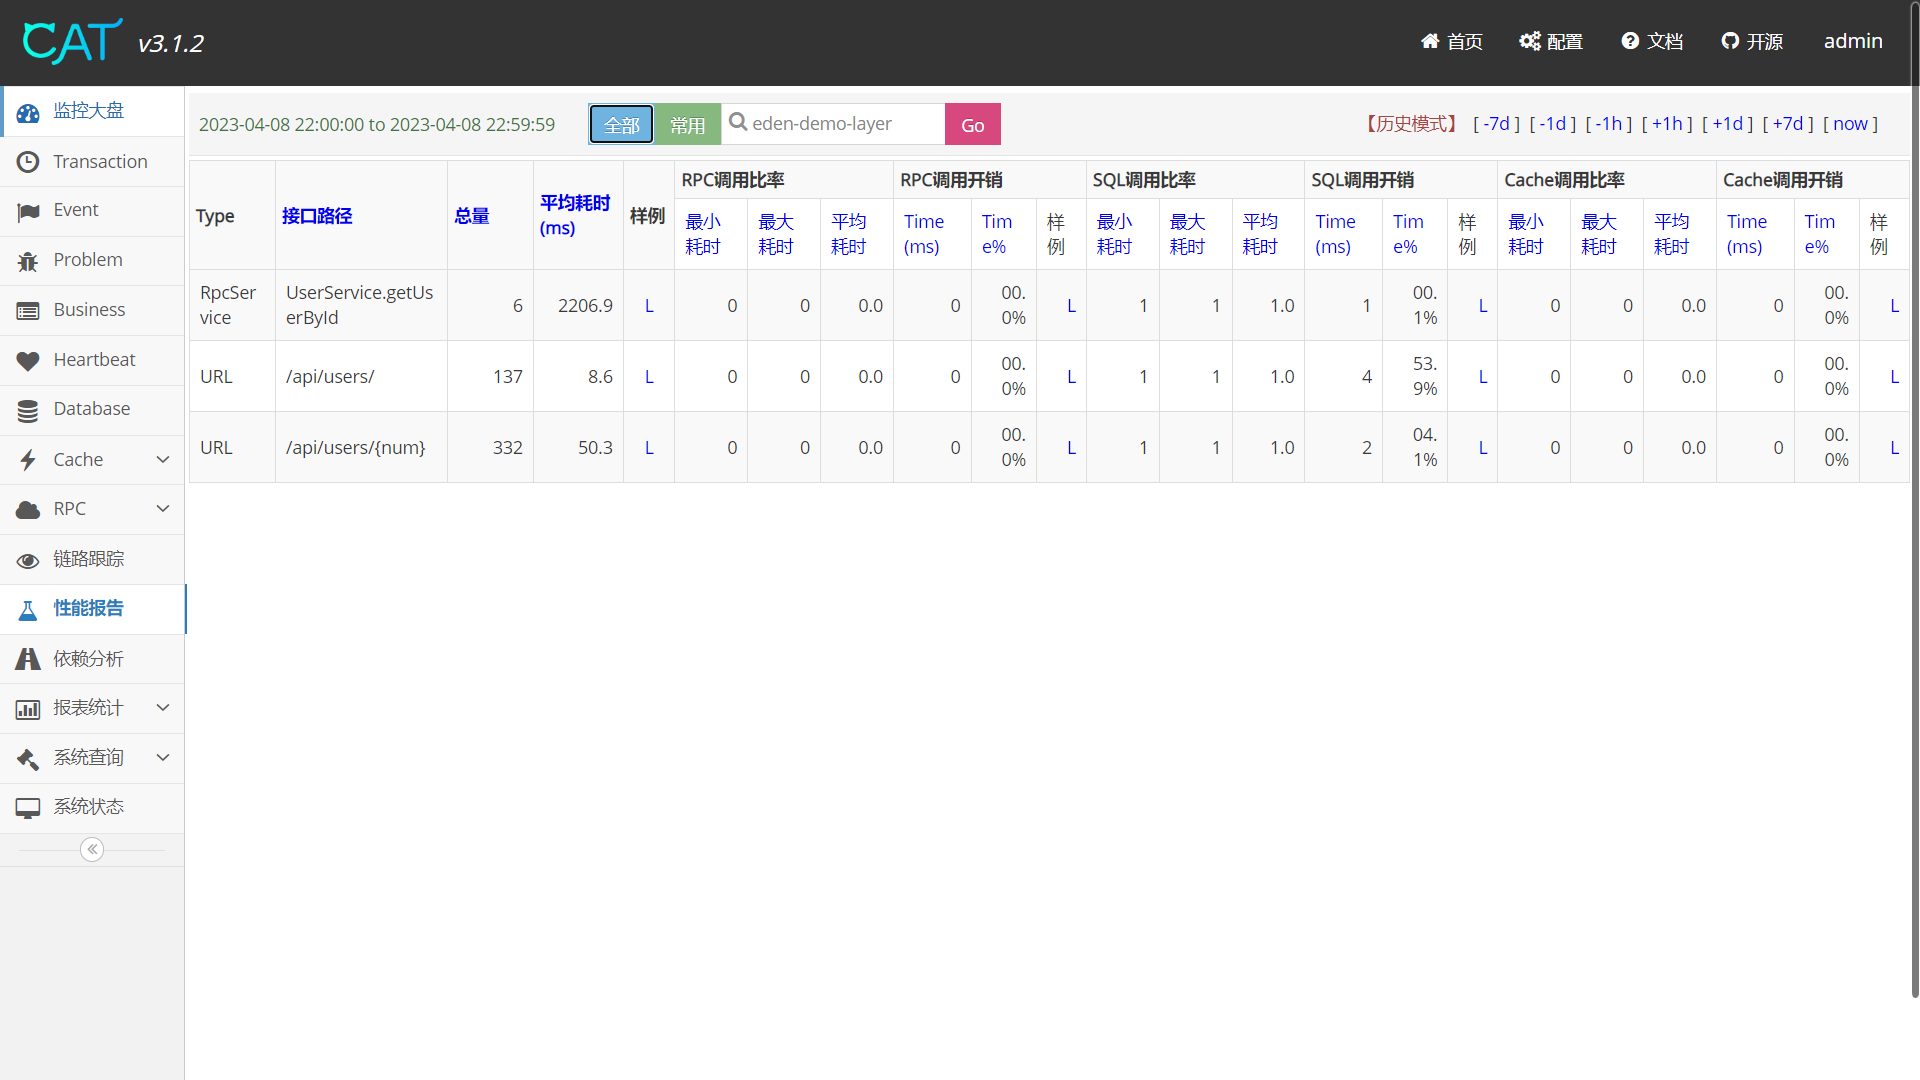 CAT v3.1.2
首页 配置 文档 开源 admin
监控大盘
Transaction
Event
Problem
Business
Heartbeat
Database
Cache
RPC
链路跟踪
性能报告
依赖分析
报表统计
系统查询
系统状态
2023-04-08 22:00:00 to 2023-04-08 22:59:59 全部 常用 eden-demo-layer Go 【历史模式】 [ -7d ] [ -1d ] [ -1h ] [ +1h ] [ +1d ] [ +7d ] [ now ]
Type 接口路径 总量 平均耗时(ms) 样例 RPC调用比率 RPC调用开销 SQL调用比率 SQL调用开销 Cache调用比率 Cache调用开销
最小耗时 最大耗时 平均耗时 Time(ms) Time% 样例 最小耗时 最大耗时 平均耗时 Time(ms) Time% 样例 最小耗时 最大耗时 平均耗时 Time(ms) Time% 样例
RpcService UserService.getUserById 6 2206.9 L 0 0 0.0 0 00.0% L 1 1 1.0 1 00.1% L 0 0 0.0 0 00.0% L
URL /api/users/ 137 8.6 L 0 0 0.0 0 00.0% L 1 1 1.0 4 53.9% L 0 0 0.0 0 00.0% L
URL /api/users/{num} 332 50.3 L 0 0 0.0 0 00.0% L 1 1 1.0 2 04.1% L 0 0 0.0 0 00.0% L